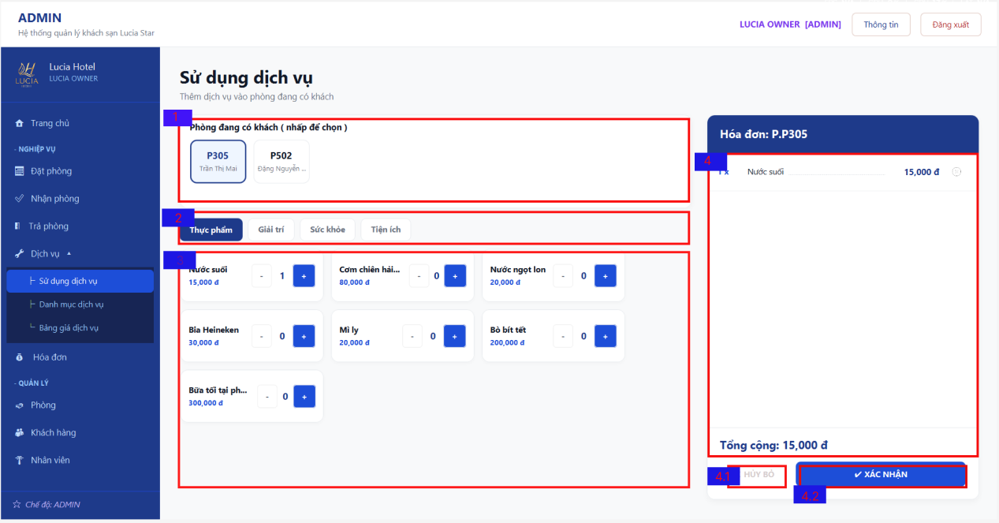 ADMIN
Hệ thống quản lý khách sạn Lucia Star
LUCIA OWNER [ADMIN]
Thông tin
Đăng xuất
LUCIA
Lucia Hotel
LUCIA OWNER
Trang chủ
- NGHIỆP VỤ
Đặt phòng
Nhận phòng
Trả phòng
Dịch vụ
Sử dụng dịch vụ
Danh mục dịch vụ
Bảng giá dịch vụ
Hóa đơn
- QUẢN LÝ
Phòng
Khách hàng
Nhân viên
Chế độ: ADMIN
Sử dụng dịch vụ
Thêm dịch vụ vào phòng đang có khách
1
Phòng đang có khách ( nhấp để chọn )
P305
Trần Thị Mai
P502
Đặng Nguyễn ...
2
Thực phẩm
Giải trí
Sức khỏe
Tiện ích
3
Nước suối
15,000 đ
- 1 +
Cơm chiên hải...
80,000 đ
- 0 +
Nước ngọt lon
20,000 đ
- 0 +
Bia Heineken
30,000 đ
- 0 +
Mì ly
20,000 đ
- 0 +
Bò bít tết
200,000 đ
- 0 +
Bữa tối tại ph...
300,000 đ
- 0 +
Hóa đơn: P.P305
4
x Nước suối 15,000 đ
Tổng cộng: 15,000 đ
4.1
HỦY BỎ
✔ XÁC NHẬN
4.2